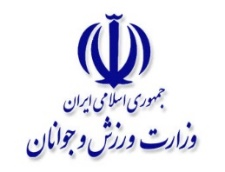 جمهوری اسلامی ایران
وزارت ورزش و جوانان